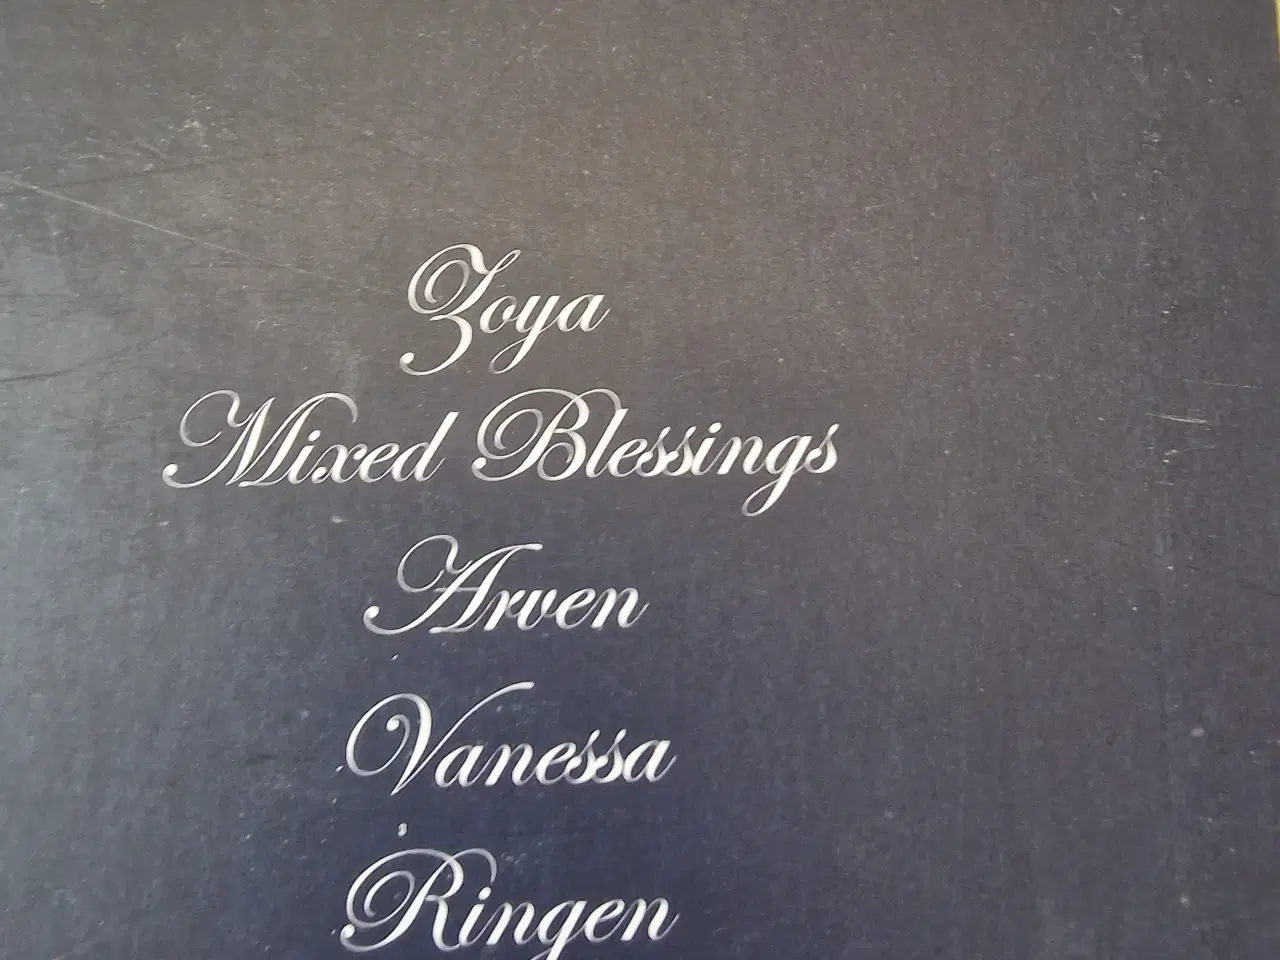 Zoya
Mixed Blessings
Arven
Vanessa
Ringen